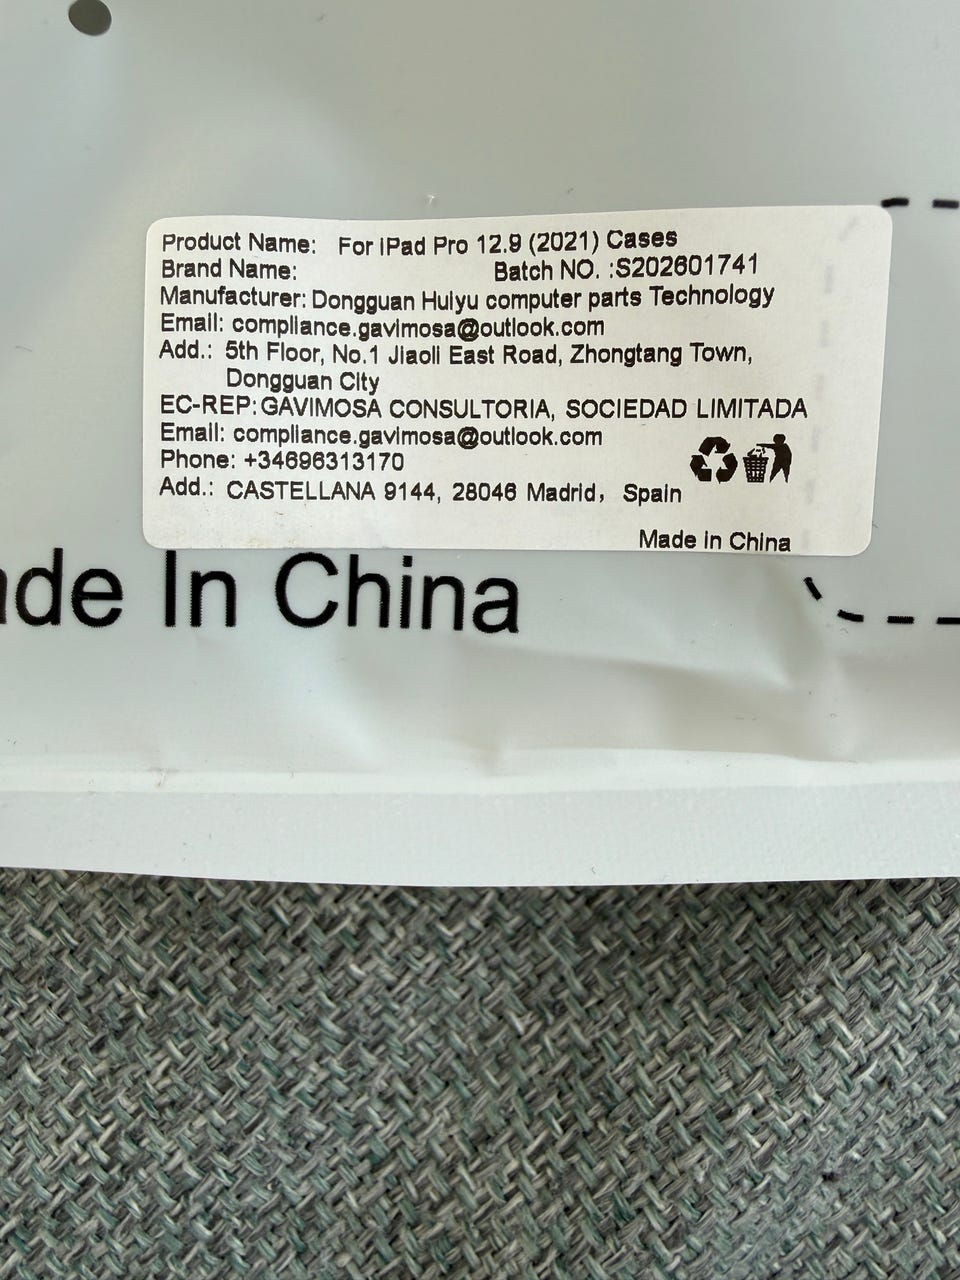 Product Name: For iPad Pro 12.9 (2021) Cases
Brand Name: Batch NO. :S202601741
Manufacturer: Dongguan Huiyu computer parts Technology
Email: compliance.gavimosa@outlook.com
Add.: 5th Floor, No.1 Jiaoli East Road, Zhongtang Town,
Dongguan City
EC-REP: GAVIMOSA CONSULTORIA, SOCIEDAD LIMITADA
Email: compliance.gavimosa@outlook.com
Phone: +34696313170
Add.: CASTELLANA 9144, 28046 Madrid, Spain
Made in China
ade In China